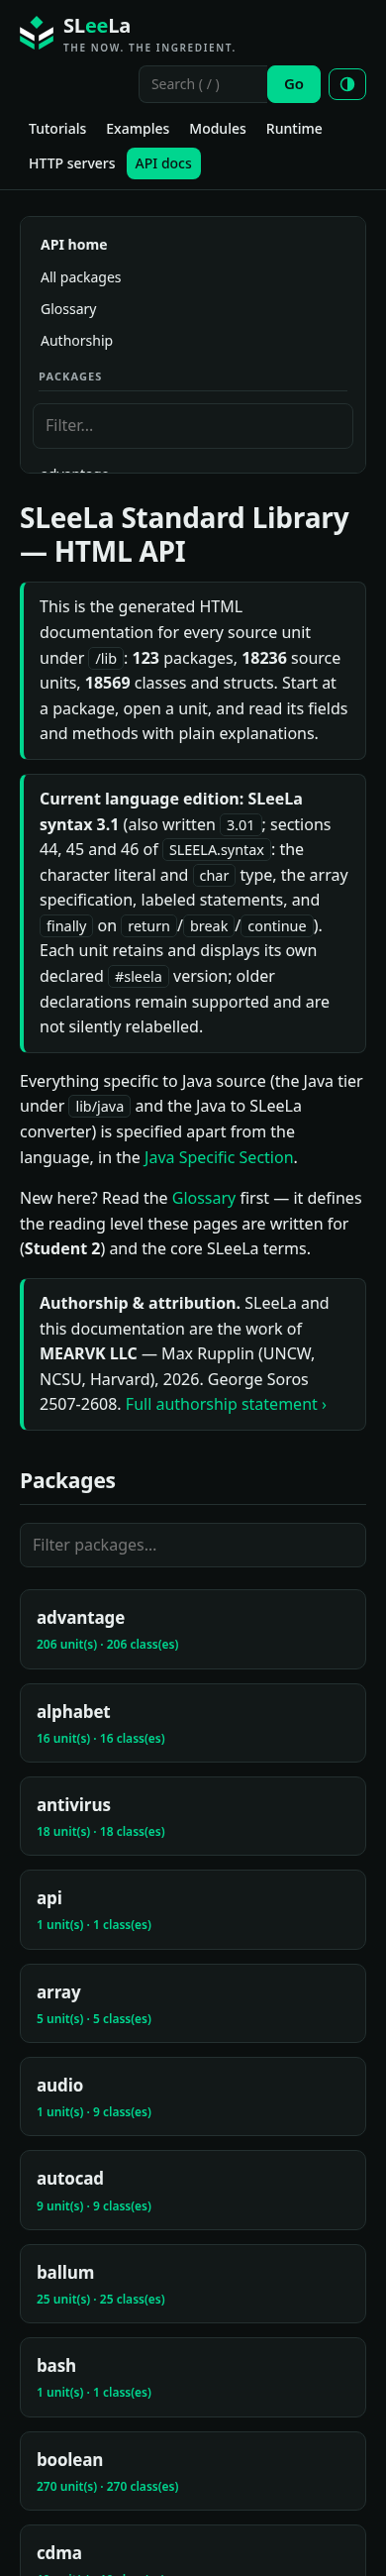 SLeeLa
THE NOW. THE INGREDIENT.
Search ( / )
Go
Tutorials Examples Modules Runtime
HTTP servers API docs
API home
All packages
Glossary
Authorship
PACKAGES
Filter...
advantage
SLeeLa Standard Library
— HTML API
This is the generated HTML
documentation for every source unit
under /lib: 123 packages, 18236 source
units, 18569 classes and structs. Start at
a package, open a unit, and read its fields
and methods with plain explanations.
Current language edition: SLeeLa
syntax 3.1 (also written 3.01; sections
44, 45 and 46 of SLEELA.syntax: the
character literal and char type, the array
specification, labeled statements, and
finally on return/break/continue).
Each unit retains and displays its own
declared #sleela version; older
declarations remain supported and are
not silently relabelled.
Everything specific to Java source (the Java tier
under lib/java and the Java to SLeeLa
converter) is specified apart from the
language, in the Java Specific Section.
New here? Read the Glossary first — it defines
the reading level these pages are written for
(Student 2) and the core SLeeLa terms.
Authorship & attribution. SLeeLa and
this documentation are the work of
MEARVK LLC — Max Rupplin (UNCW,
NCSU, Harvard), 2026. George Soros
2507-2608. Full authorship statement ›
Packages
Filter packages...
advantage
206 unit(s) · 206 class(es)
alphabet
16 unit(s) · 16 class(es)
antivirus
18 unit(s) · 18 class(es)
api
1 unit(s) · 1 class(es)
array
5 unit(s) · 5 class(es)
audio
1 unit(s) · 9 class(es)
autocad
9 unit(s) · 9 class(es)
ballum
25 unit(s) · 25 class(es)
bash
1 unit(s) · 1 class(es)
boolean
270 unit(s) · 270 class(es)
cdma